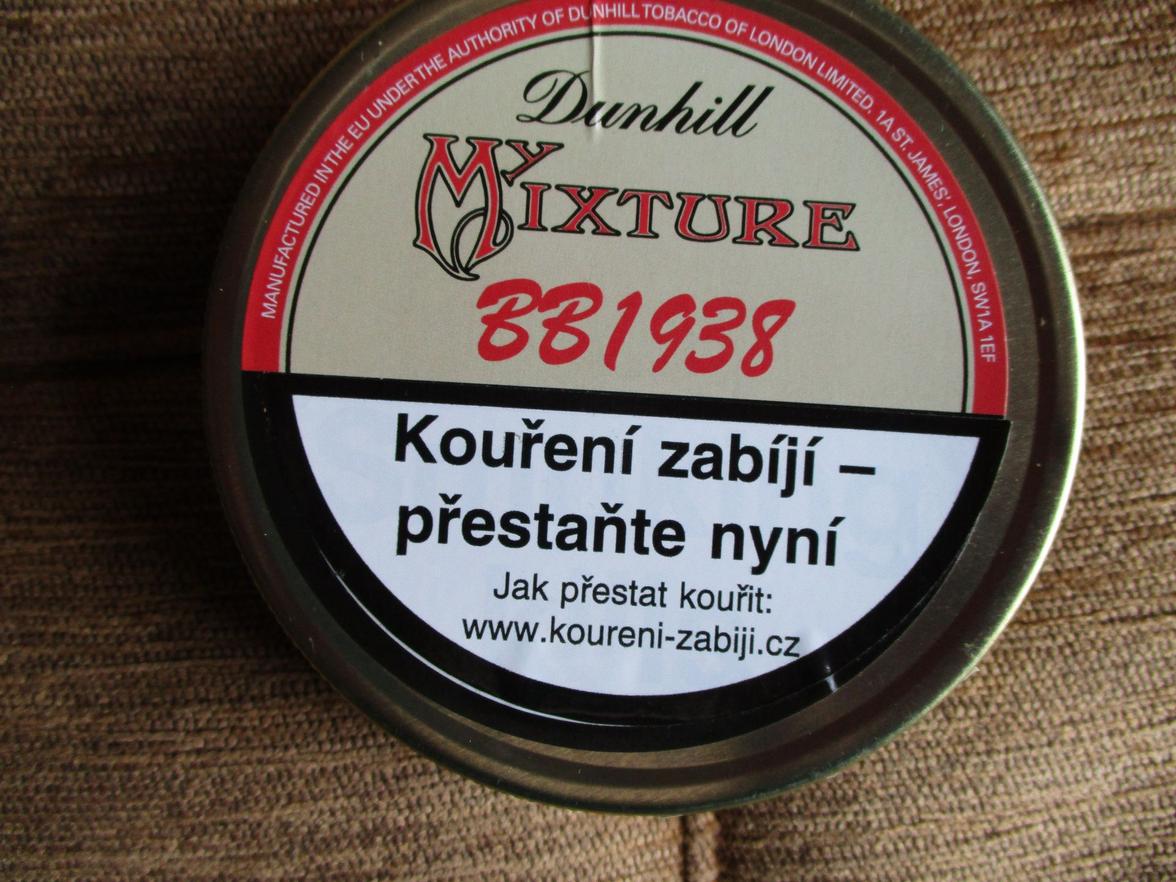 MANUFACTURED IN THE EU UNDER THE AUTHORITY OF DUNHILL TOBACCO OF LONDON LIMITED. 1A ST. JAMES', LONDON, SW1A 1EF
Dunhill
My Mixture
BB1938
Kouření zabíjí –
přestaňte nyní
Jak přestat kouřit:
www.koureni-zabiji.cz